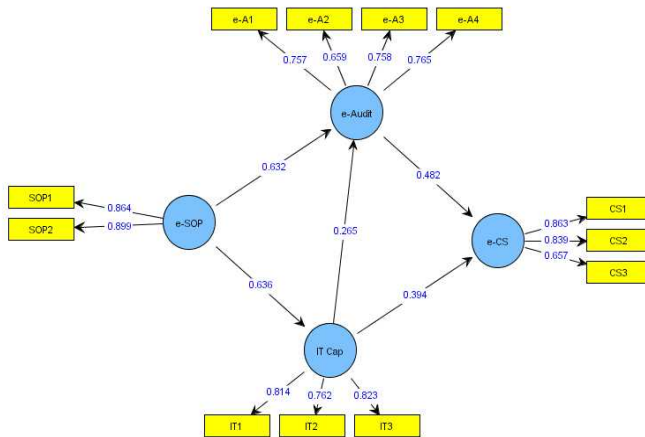 e-A1
e-A2
e-A3
e-A4
0.757
0.659
0.758
0.765
e-Audit
0.632
0.482
SOP1
0.864
SOP2
0.899
e-SOP
0.265
e-CS
0.863
CS1
0.839
CS2
0.657
CS3
0.636
0.394
IT Cap
0.814
0.762
0.823
IT1
IT2
IT3